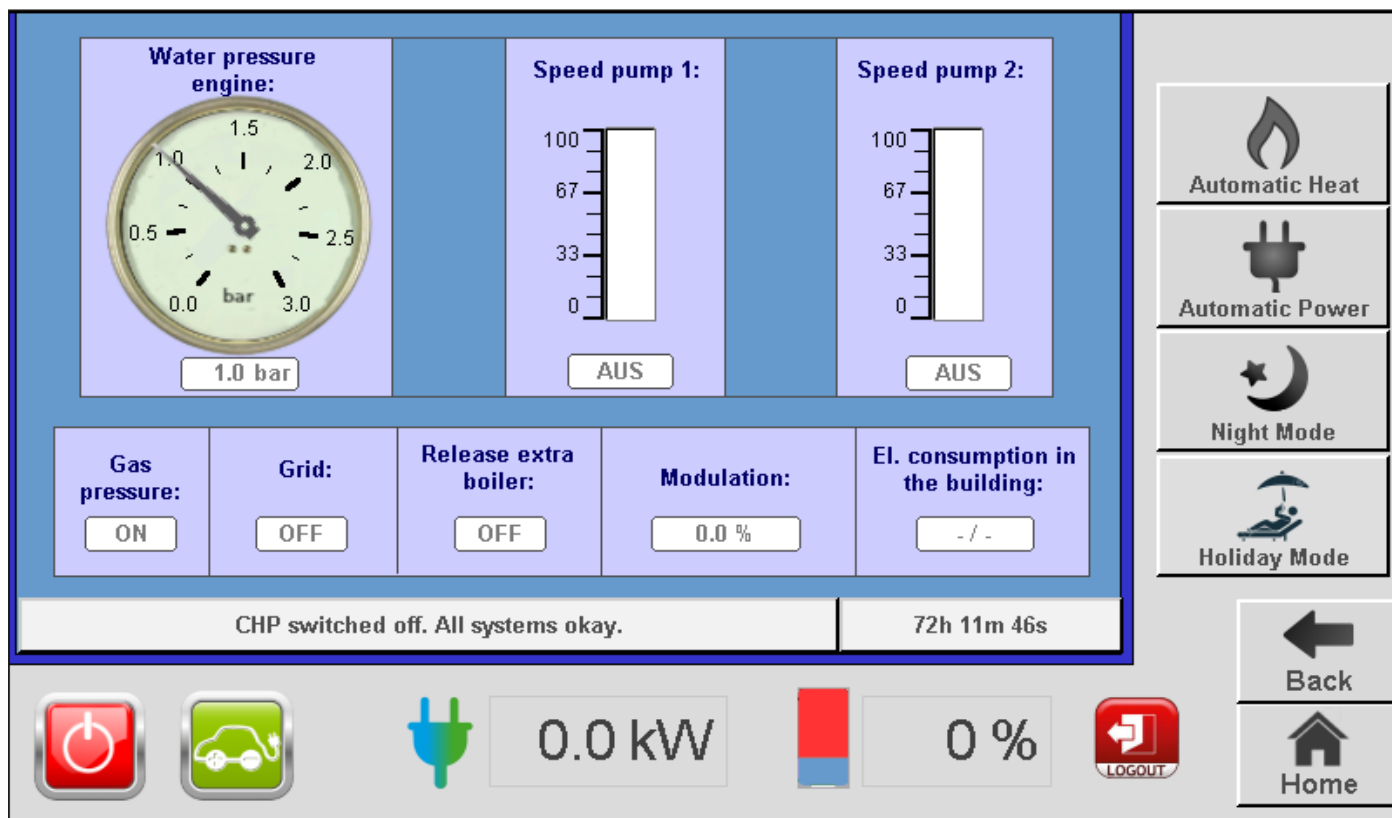 Water pressure
engine:
1.5
1.0
2.0
0.5
2.5
0.0
bar
3.0
1.0 bar
Speed pump 1:
100
67
33
0
AUS
Speed pump 2:
100
67
33
0
AUS
Gas
pressure:
ON
Grid:
OFF
Release extra
boiler:
OFF
Modulation:
0.0 %
El. consumption in
the building:
- / -
CHP switched off. All systems okay.
72h 11m 46s
Automatic Heat
Automatic Power
Night Mode
Holiday Mode
Back
Home
0.0 kW
0 %
LOGOUT